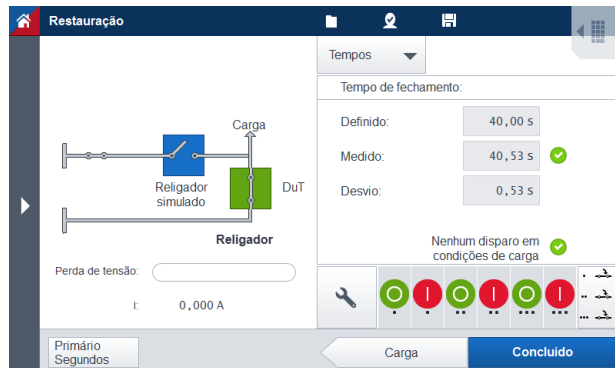 Restauração
Tempos
Tempo de fechamento:
Carga
Definido:
40,00 s
Medido:
40,53 s
Religador
simulado
DuT
Desvio:
0,53 s
Religador
Nenhum disparo em
condições de carga
Perda de tensão:
I:
0,000 A
Primário
Segundos
Carga
Concluído